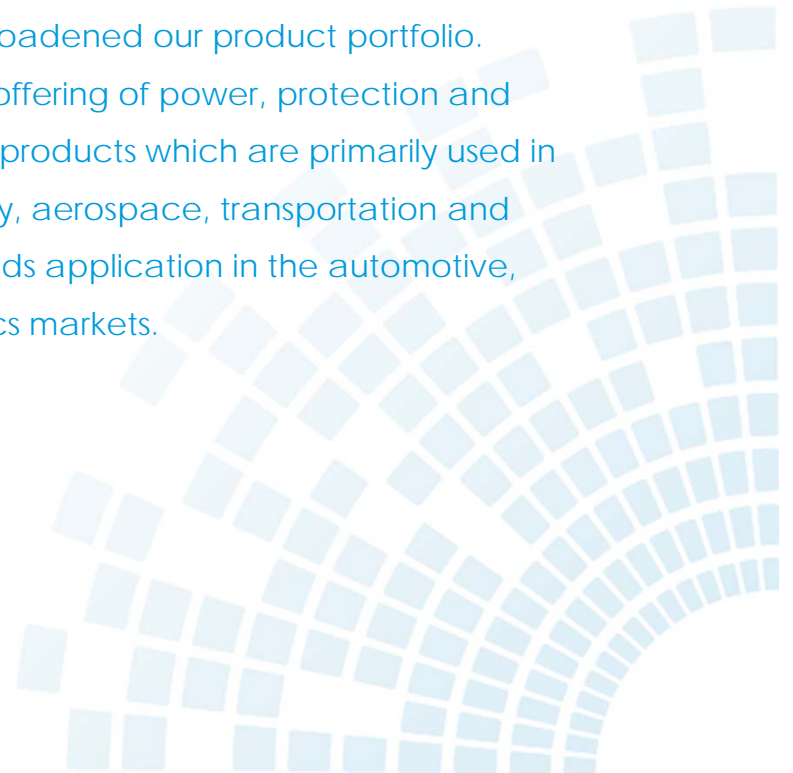 oadened our product portfolio.
offering of power, protection and
products which are primarily used in
y, aerospace, transportation and
ds application in the automotive,
cs markets.